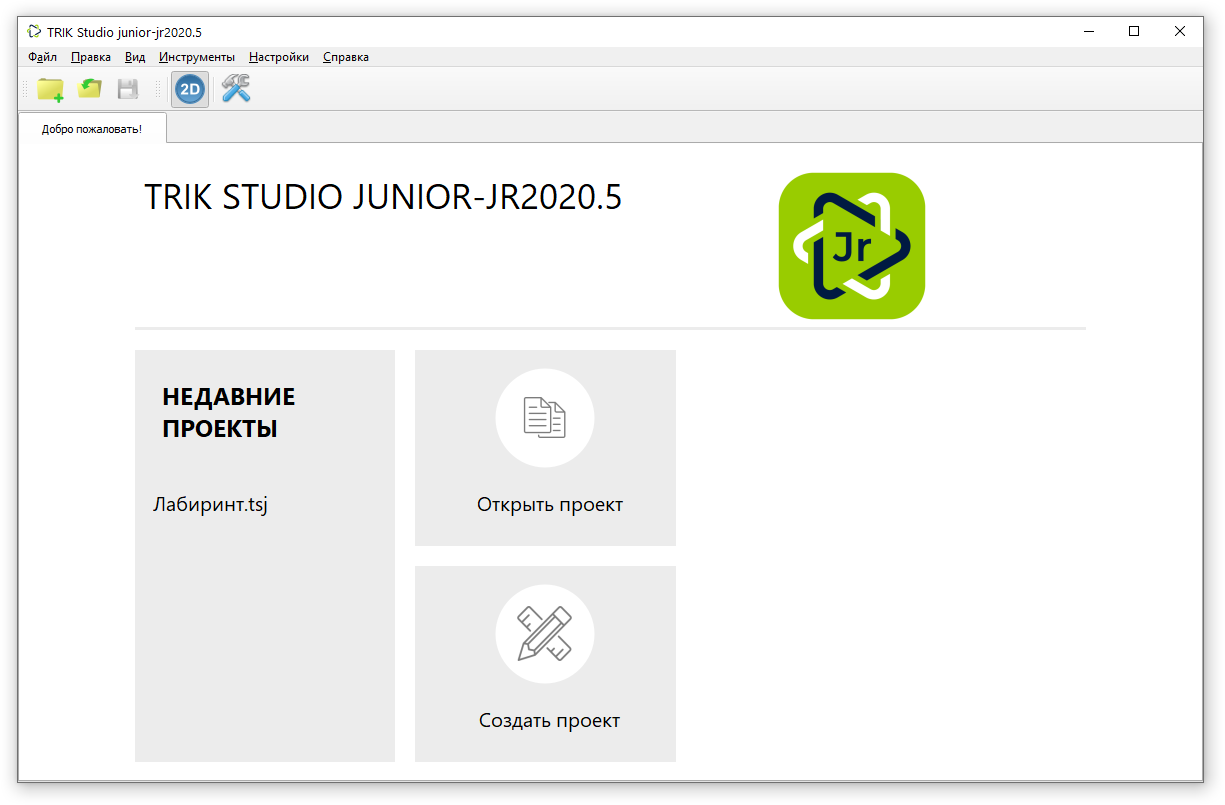 TRIK Studio junior-jr2020.5
Файл Правка Вид Инструменты Настройки Справка
2D
Добро пожаловать!
TRIK STUDIO JUNIOR-JR2020.5
Jr
НЕДАВНИЕ
ПРОЕКТЫ
Лабиринт.tsj
Открыть проект
Создать проект